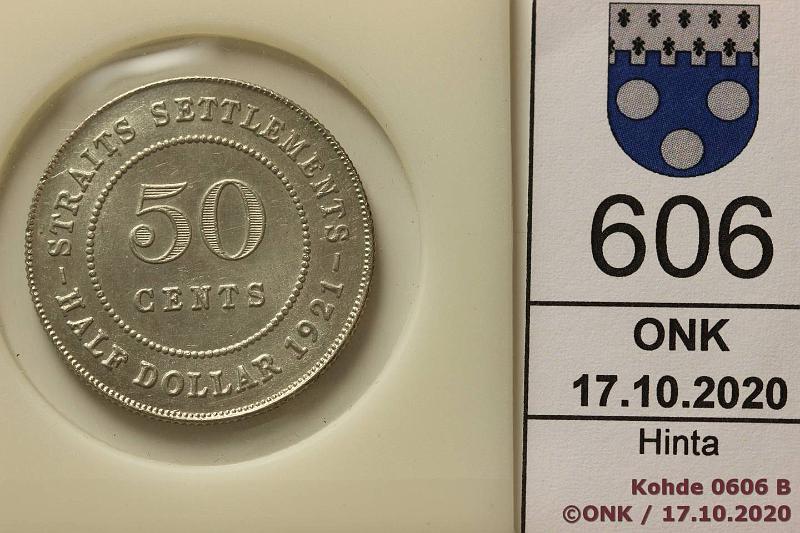 STRAITS SETTLEMENTS
50
CENTS
– HALF DOLLAR 1921 –
606
ONK
17.10.2020
Hinta
Kohde 0606 B
©ONK / 17.10.2020